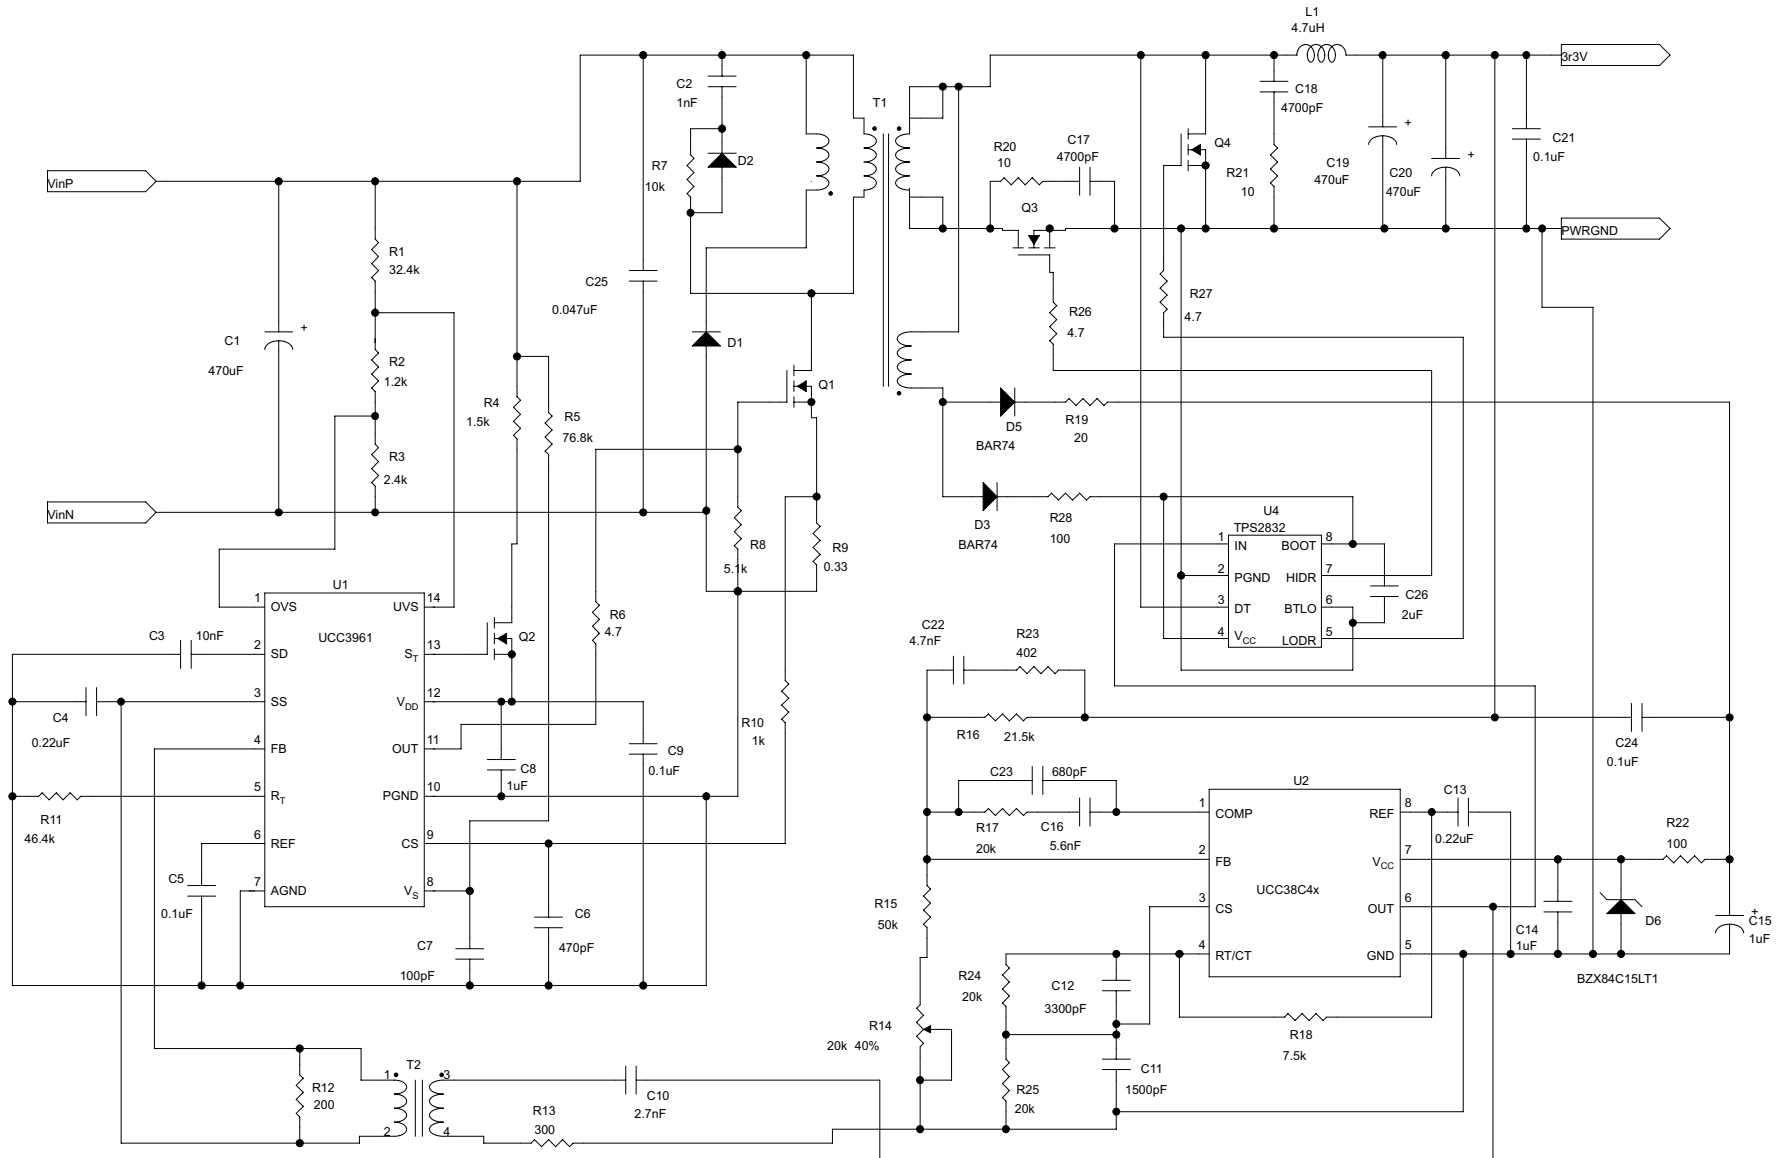 L1
4.7uH
3r3V
C2
1nF
T1
C18
4700pF
R20
10
C17
4700pF
Q4
C21
0.1uF
R7
10k
D2
C19
470uF
C20
470uF
R21
10
VinP
Q3
PWRGND
R1
32.4k
C25
0.047uF
R27
4.7
R26
4.7
C1
470uF
R2
1.2k
D1
Q1
R4
1.5k
R5
76.8k
D5
BAR74
R19
20
R3
2.4k
VinN
D3
BAR74
R28
100
U4
TPS2832
1 IN BOOT 8
2 PGND HIDR 7
3 DT BTLO 6
4 VCC LODR 5
C26
2uF
R8
5.1k
R9
0.33
U1
UCC3961
1 OVS UVS 14
2 SD ST 13
3 SS VDD 12
4 FB OUT 11
5 RT PGND 10
6 REF CS 9
7 AGND VS 8
C3 10nF
Q2
R6
4.7
C22
4.7nF
R23
402
C4
0.22uF
R10
1k
R16 21.5k
C24
0.1uF
C9
0.1uF
C8
1uF
C23 680pF
R17
20k
C16
5.6nF
U2
UCC38C4x
1 COMP REF 8
2 FB VCC 7
3 CS OUT 6
4 RT/CT GND 5
C13
0.22uF
R22
100
R11
46.4k
C5
0.1uF
C6
470pF
C7
100pF
R15
50k
C14
1uF
D6
BZX84C15LT1
C15
1uF
R24
20k
C12
3300pF
R14
20k 40%
R18
7.5k
C11
1500pF
R25
20k
T2
1
3
2
4
R12
200
C10
2.7nF
R13
300
+
+
+
+